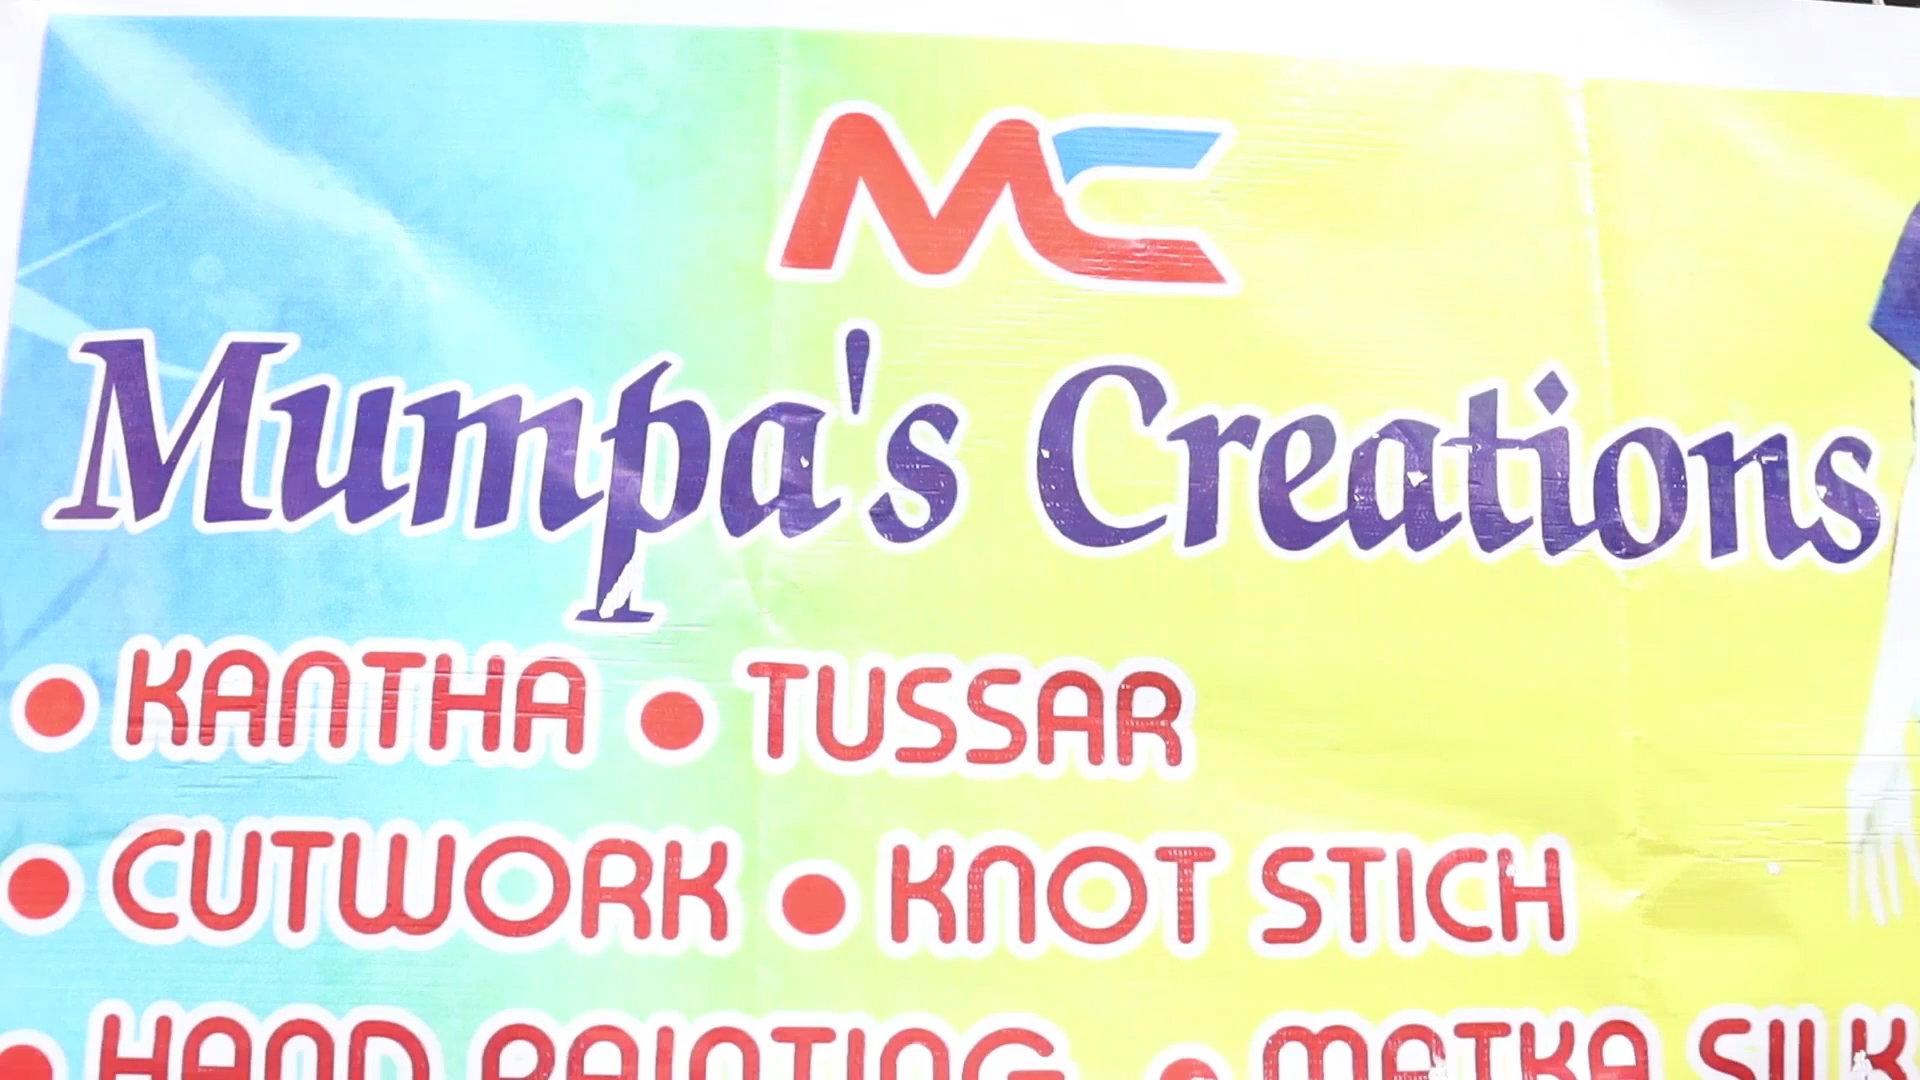 MC
Mumpa's Creations
• KANTHA • TUSSAR
• CUTWORK • KNOT STICH
• HAND PAINTING • MATKA SILK